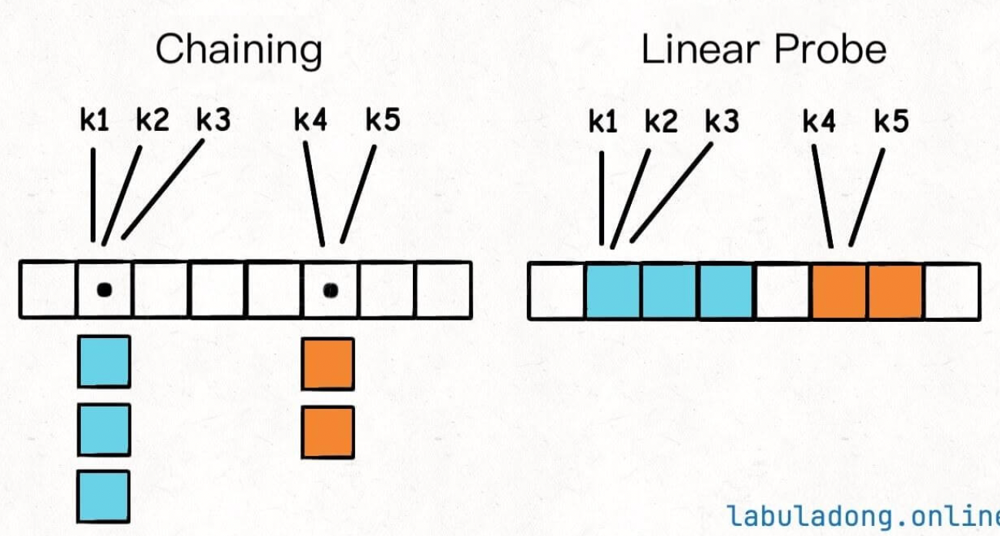 Chaining
Linear Probe
k1 k2 k3 k4 k5
k1 k2 k3 k4 k5
labuladong.online